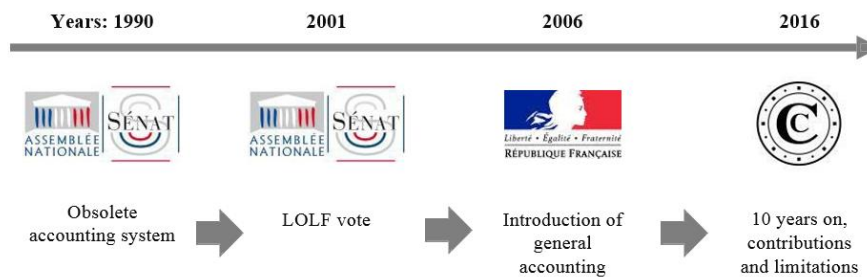 Years: 1990
2001
2006
2016
ASSEMBLÉE
NATIONALE
SÉNAT
ASSEMBLÉE
NATIONALE
SÉNAT
Liberté • Égalité • Fraternité
RÉPUBLIQUE FRANÇAISE
CC
Obsolete
accounting system
LOLF vote
Introduction of
general
accounting
10 years on,
contributions
and limitations